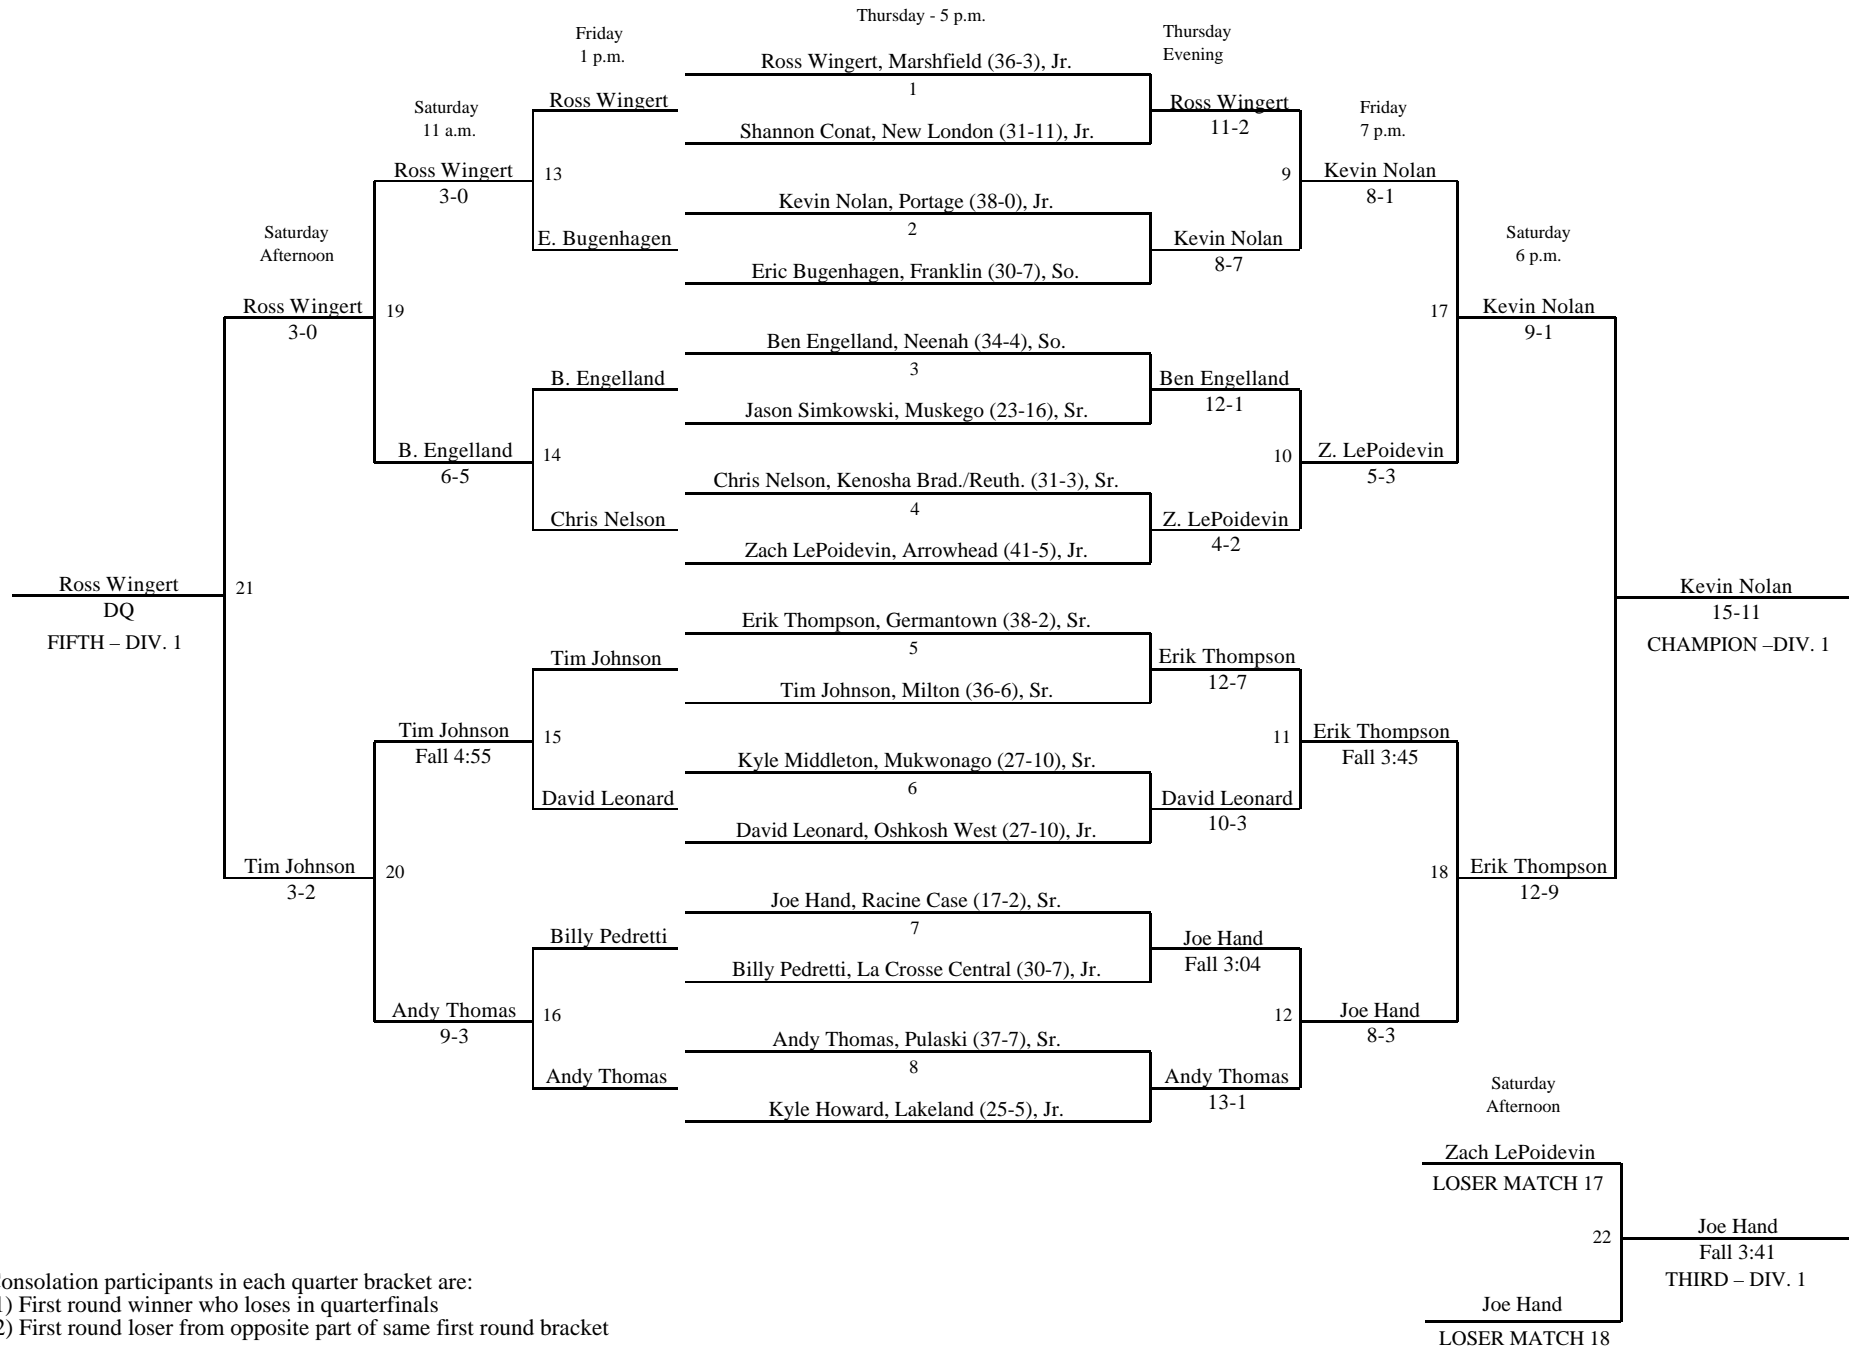 Thursday - 5 p.m.
Friday
1 p.m.
Thursday
Evening
Ross Wingert, Marshfield (36-3), Jr.
1
Shannon Conat, New London (31-11), Jr.
Ross Wingert
Ross Wingert
11-2
Saturday
11 a.m.
Friday
7 p.m.
Ross Wingert
3-0
13
9
Kevin Nolan
8-1
Kevin Nolan, Portage (38-0), Jr.
2
Eric Bugenhagen, Franklin (30-7), So.
E. Bugenhagen
Kevin Nolan
8-7
Saturday
Afternoon
Saturday
6 p.m.
Ross Wingert
3-0
19
17
Kevin Nolan
9-1
Ben Engelland, Neenah (34-4), So.
3
Jason Simkowski, Muskego (23-16), Sr.
B. Engelland
Ben Engelland
12-1
B. Engelland
6-5
14
10
Z. LePoidevin
5-3
Chris Nelson, Kenosha Brad./Reuth. (31-3), Sr.
4
Zach LePoidevin, Arrowhead (41-5), Jr.
Chris Nelson
Z. LePoidevin
4-2
Ross Wingert
DQ
FIFTH – DIV. 1
21
Kevin Nolan
15-11
CHAMPION –DIV. 1
Erik Thompson, Germantown (38-2), Sr.
5
Tim Johnson, Milton (36-6), Sr.
Tim Johnson
Erik Thompson
12-7
Tim Johnson
Fall 4:55
15
11
Erik Thompson
Fall 3:45
Kyle Middleton, Mukwonago (27-10), Sr.
6
David Leonard, Oshkosh West (27-10), Jr.
David Leonard
David Leonard
10-3
Tim Johnson
3-2
20
18
Erik Thompson
12-9
Joe Hand, Racine Case (17-2), Sr.
7
Billy Pedretti, La Crosse Central (30-7), Jr.
Billy Pedretti
Joe Hand
Fall 3:04
Andy Thomas
9-3
16
12
Joe Hand
8-3
Andy Thomas, Pulaski (37-7), Sr.
8
Kyle Howard, Lakeland (25-5), Jr.
Andy Thomas
Andy Thomas
13-1
Saturday
Afternoon
Zach LePoidevin
LOSER MATCH 17
22
Joe Hand
Fall 3:41
THIRD – DIV. 1
Joe Hand
LOSER MATCH 18
onsolation participants in each quarter bracket are:
) First round winner who loses in quarterfinals
) First round loser from opposite part of same first round bracket